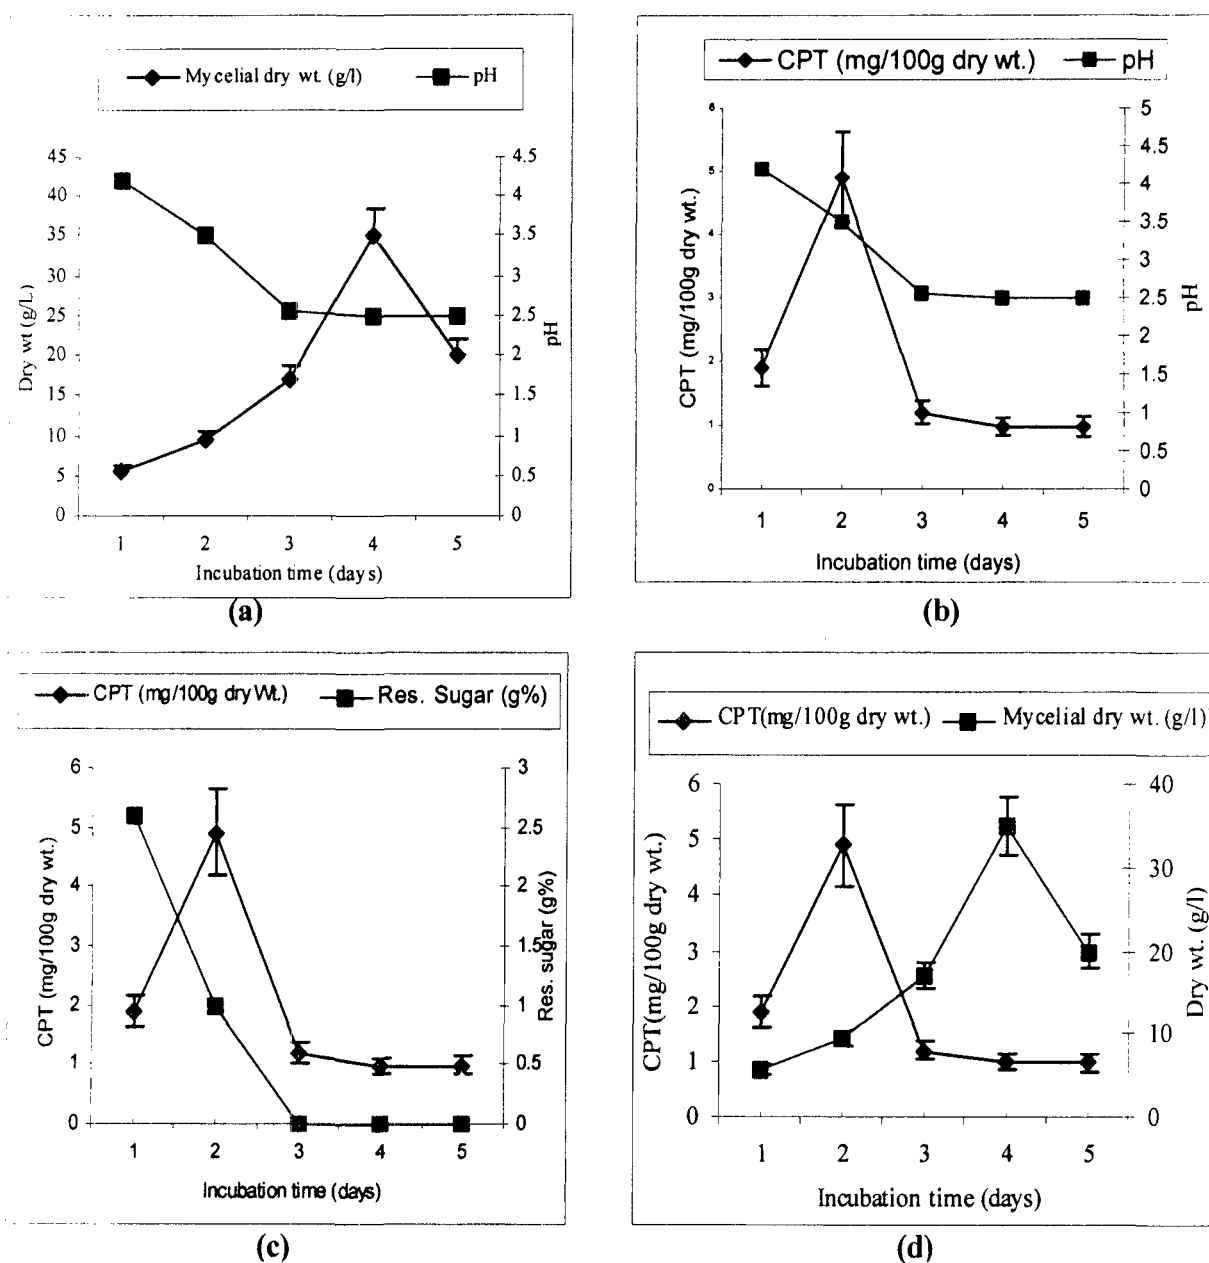 Mycelial dry wt. (g/l) pH
45 4.5
40 4
35 3.5
30 3
25 2.5
20 2
15 1.5
10 1
5 0.5
0 0
Dry wt (g/L)
pH
1 2 3 4 5
Incubation time (days)
(a)
CPT (mg/100g dry wt.) pH
6 5
5 4.5
4 4
3 3.5
2 3
1 2.5
0 2
1.5
1
0.5
0
CPT (mg/100g dry wt.)
pH
1 2 3 4 5
Incubation time (days)
(b)
CPT (mg/100g dry Wt.) Res. Sugar (g%)
6 3
5 2.5
4 2
3 1.5
2 1
1 0.5
0 0
CPT (mg/100g dry wt.)
Res. sugar (g%)
1 2 3 4 5
Incubation time (days)
(c)
CPT(mg/100g dry wt.) Mycelial dry wt. (g/l)
6 40
5 30
4 20
3 10
2 0
1
0
CPT(mg/100g dry wt.)
Dry wt. (g/l)
1 2 3 4 5
Incubation time (days)
(d)